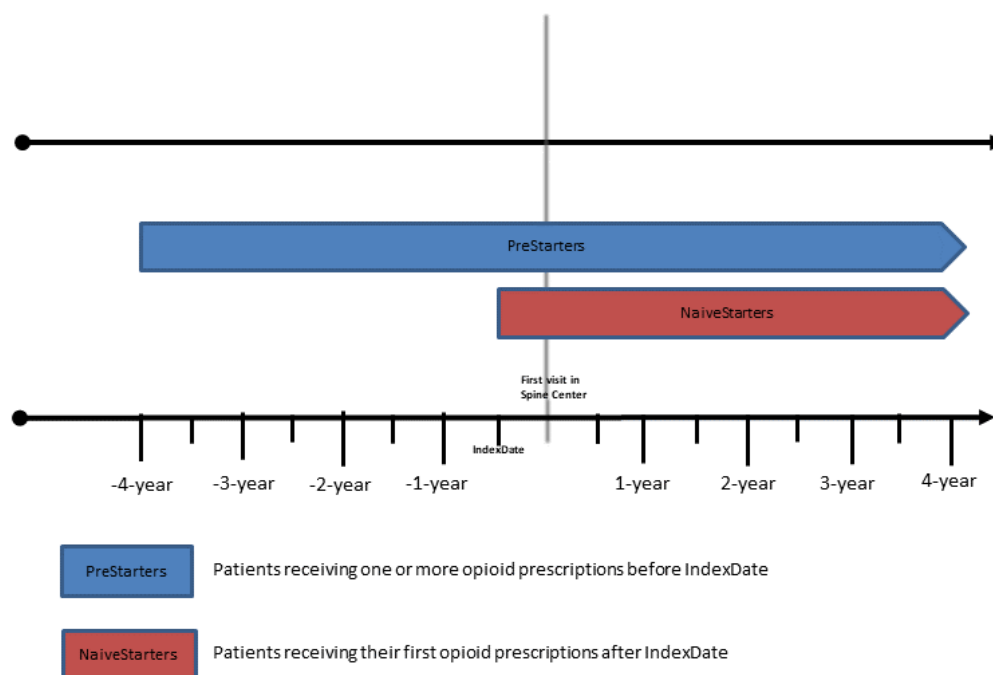 PreStarters
NaiveStarters
First visit in
Spine Center
IndexDate
-4-year
-3-year
-2-year
-1-year
1-year
2-year
3-year
4-year
PreStarters
Patients receiving one or more opioid prescriptions before IndexDate
NaiveStarters
Patients receiving their first opioid prescriptions after IndexDate